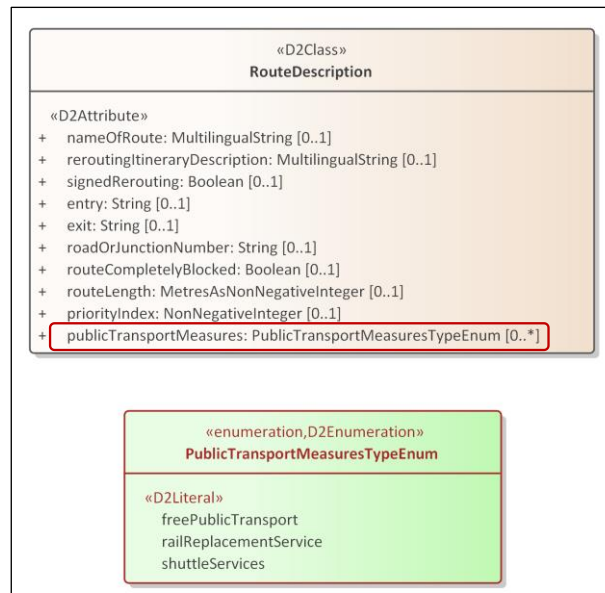 «D2Class»
RouteDescription
«D2Attribute»
+ nameOfRoute: MultilingualString [0..1]
+ reroutingItineraryDescription: MultilingualString [0..1]
+ signedRerouting: Boolean [0..1]
+ entry: String [0..1]
+ exit: String [0..1]
+ roadOrJunctionNumber: String [0..1]
+ routeCompletelyBlocked: Boolean [0..1]
+ routeLength: MetresAsNonNegativeInteger [0..1]
+ priorityIndex: NonNegativeInteger [0..1]
+ publicTransportMeasures: PublicTransportMeasuresTypeEnum [0..*]
«enumeration,D2Enumeration»
PublicTransportMeasuresTypeEnum
«D2Literal»
freePublicTransport
railReplacementService
shuttleServices